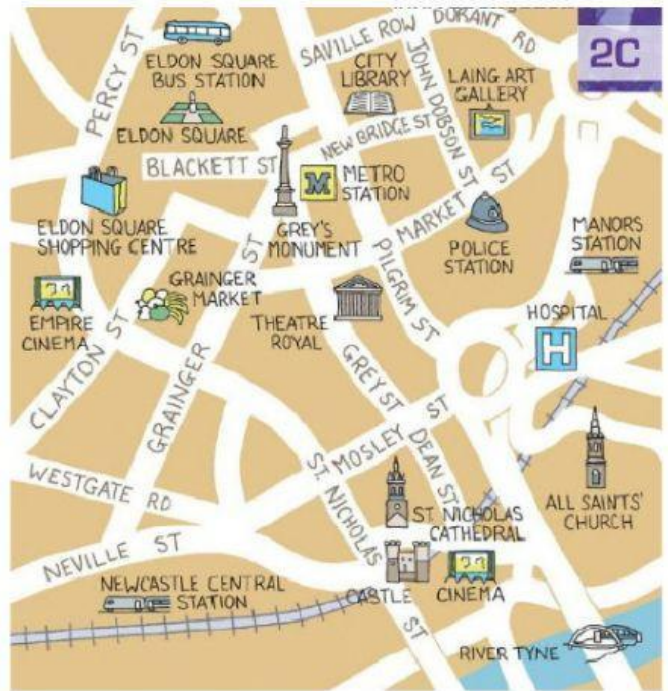 2C
SAVILLE ROW
DURANT RD
PERCY ST
ELDON SQUARE
BUS STATION
CITY
LIBRARY
JOHN DOBSON ST
LAING ART
GALLERY
ELDON SQUARE
NEW BRIDGE ST
BLACKETT ST
M
METRO
STATION
MARKET ST
ELDON SQUARE
SHOPPING CENTRE
GREY'S
MONUMENT
POLICE
STATION
MANORS
STATION
PILGRIM ST
GRAINGER
MARKET
EMPIRE
CINEMA
THEATRE
ROYAL
HOSPITAL
H
CLAYTON ST
GRAINGER ST
GREY ST
MOSLEY ST
DEAN ST
WESTGATE RD
ST NICHOLAS ST
ST NICHOLAS
CATHEDRAL
ALL SAINTS'
CHURCH
NEVILLE ST
NEWCASTLE CENTRAL
STATION
CASTLE
CINEMA
RIVER TYNE